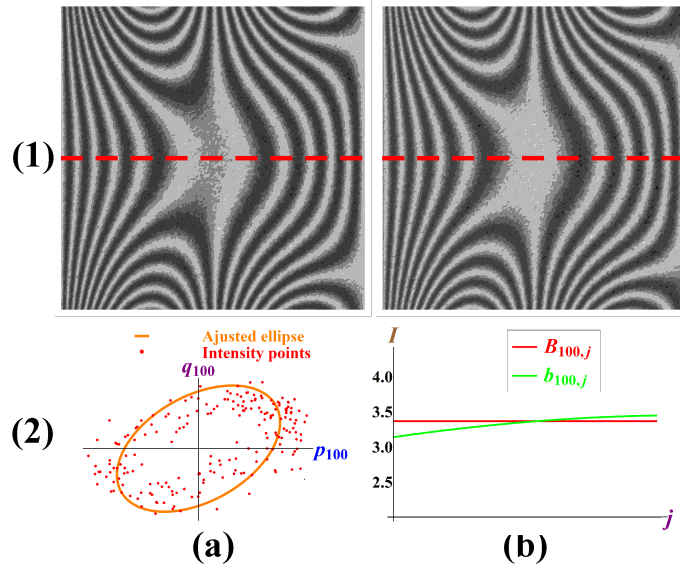 (1)
Ajusted ellipse
Intensity points
q100
p100
I
B100,j
b100,j
4.0
3.5
3.0
2.5
j
(2)
(a)
(b)